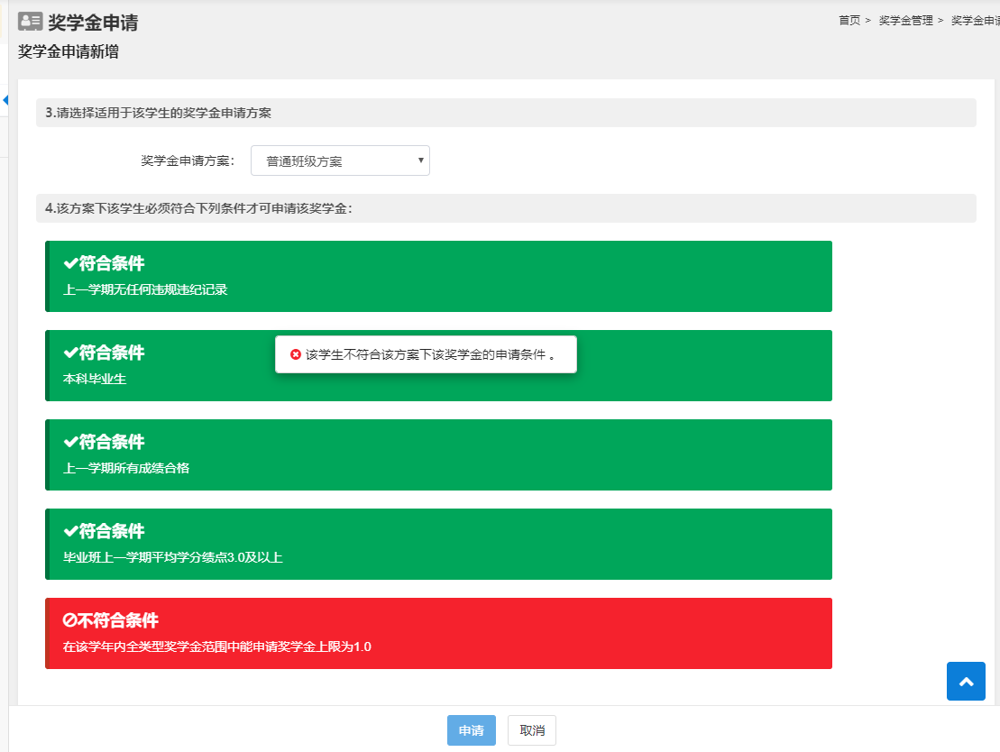 奖学金申请
首页 > 奖学金管理 > 奖学金申
奖学金申请新增
3.请选择适用于该学生的奖学金申请方案
奖学金申请方案：
普通班级方案
4.该方案下该学生必须符合下列条件才可申请该奖学金：
符合条件
上一学期无任何违规违纪记录
符合条件
本科毕业生
该学生不符合该方案下该奖学金的申请条件 。
符合条件
上一学期所有成绩合格
符合条件
毕业班上一学期平均学分绩点3.0及以上
不符合条件
在该学年内全类型奖学金范围中能申请奖学金上限为1.0
申请
取消